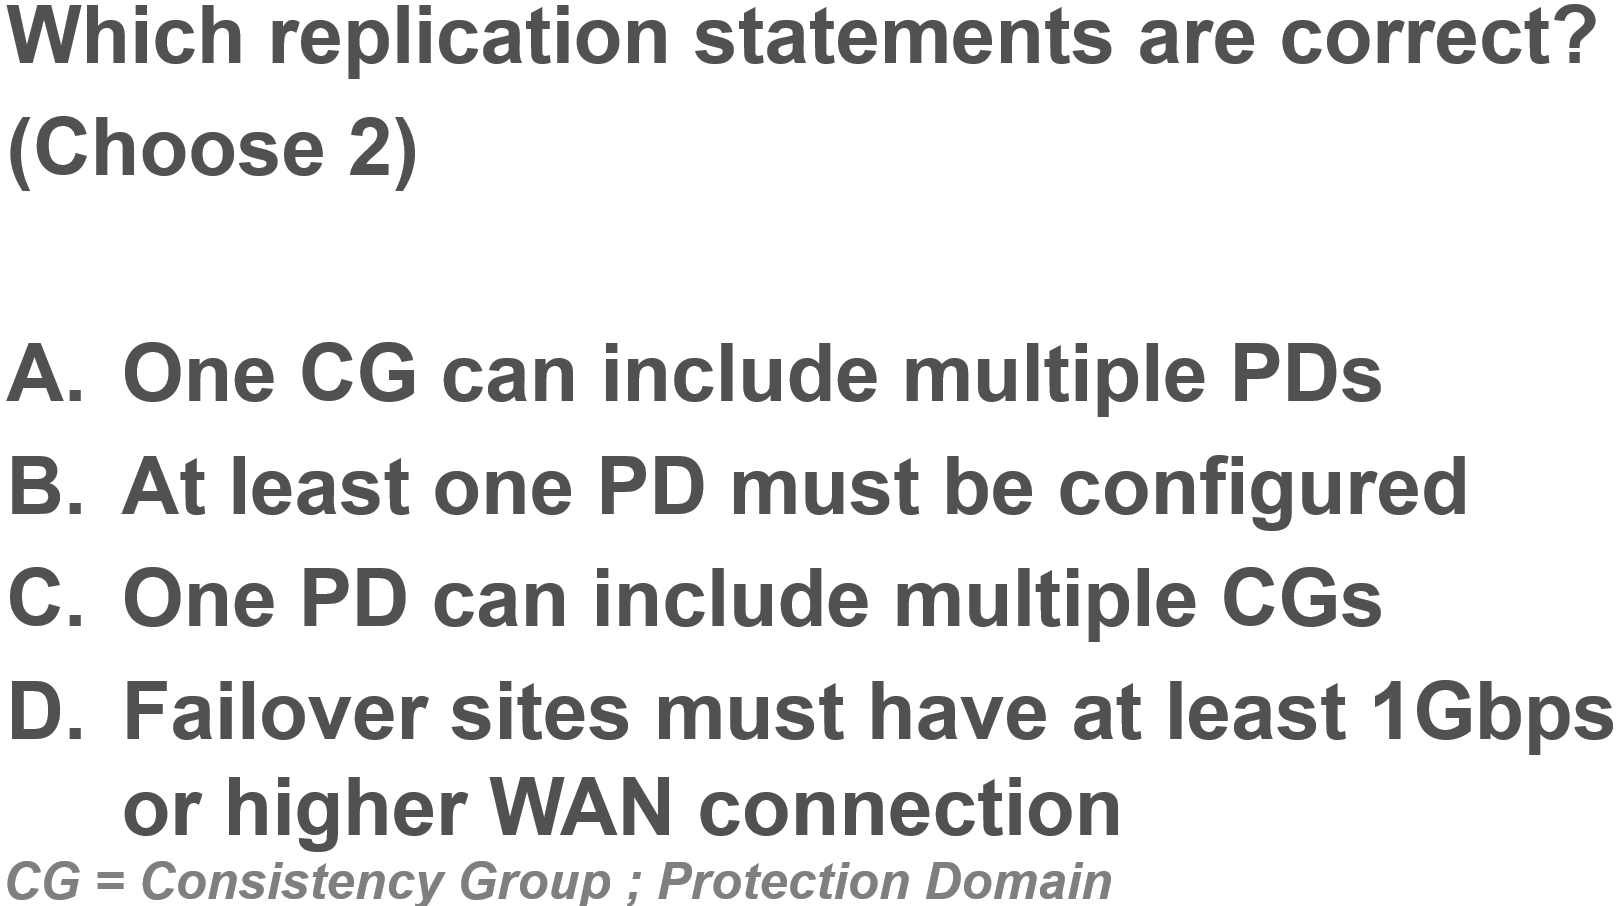 Which replication statements are correct?
(Choose 2)
A. One CG can include multiple PDs
B. At least one PD must be configured
C. One PD can include multiple CGs
D. Failover sites must have at least 1Gbps
or higher WAN connection
CG = Consistency Group ; Protection Domain